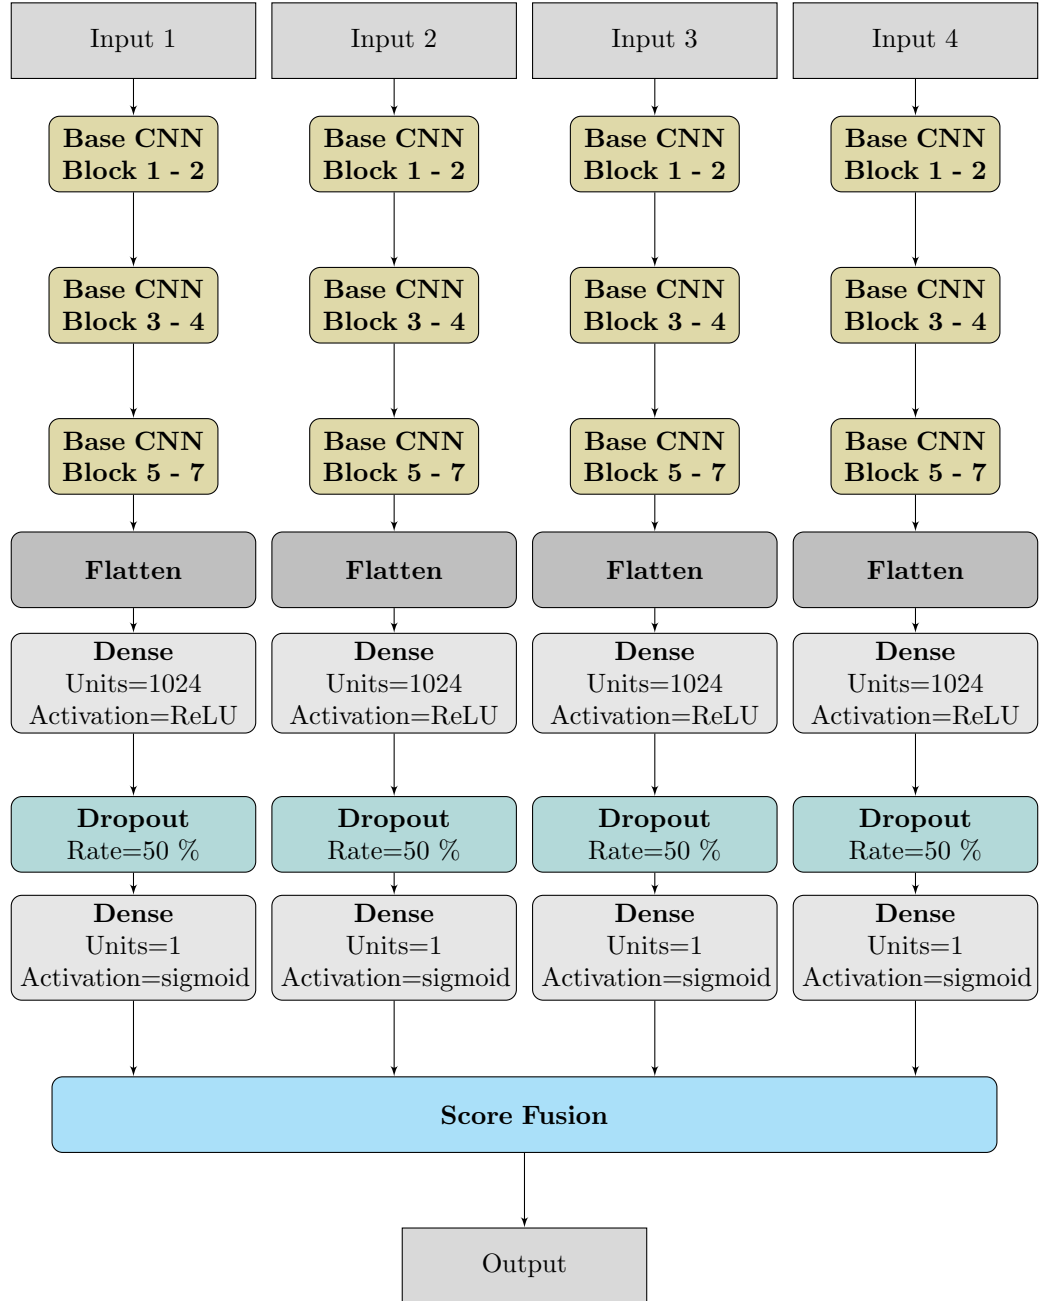 Input 1
Input 2
Input 3
Input 4
Base CNN
Block 1 - 2
Base CNN
Block 1 - 2
Base CNN
Block 1 - 2
Base CNN
Block 1 - 2
Base CNN
Block 3 - 4
Base CNN
Block 3 - 4
Base CNN
Block 3 - 4
Base CNN
Block 3 - 4
Base CNN
Block 5 - 7
Base CNN
Block 5 - 7
Base CNN
Block 5 - 7
Base CNN
Block 5 - 7
Flatten
Flatten
Flatten
Flatten
Dense
Units=1024
Activation=ReLU
Dense
Units=1024
Activation=ReLU
Dense
Units=1024
Activation=ReLU
Dense
Units=1024
Activation=ReLU
Dropout
Rate=50 %
Dropout
Rate=50 %
Dropout
Rate=50 %
Dropout
Rate=50 %
Dense
Units=1
Activation=sigmoid
Dense
Units=1
Activation=sigmoid
Dense
Units=1
Activation=sigmoid
Dense
Units=1
Activation=sigmoid
Score Fusion
Output